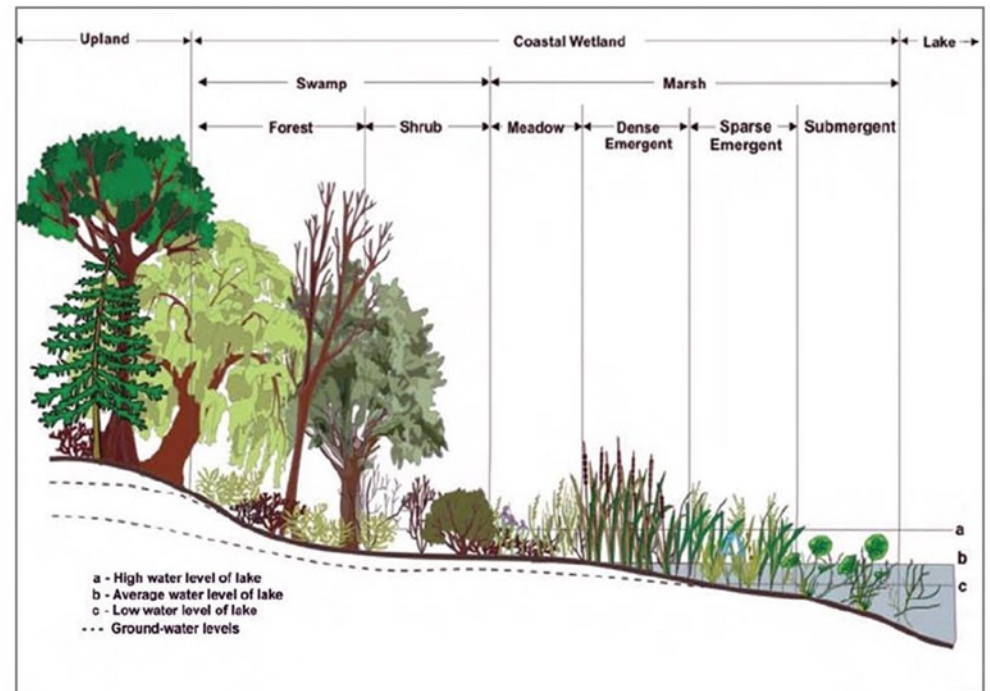 Upland
Coastal Wetland
Lake
Swamp
Marsh
Forest
Shrub
Meadow
Dense
Emergent
Sparse
Emergent
Submergent
a
b
c
a - High water level of lake
b - Average water level of lake
c - Low water level of lake
--- Ground-water levels